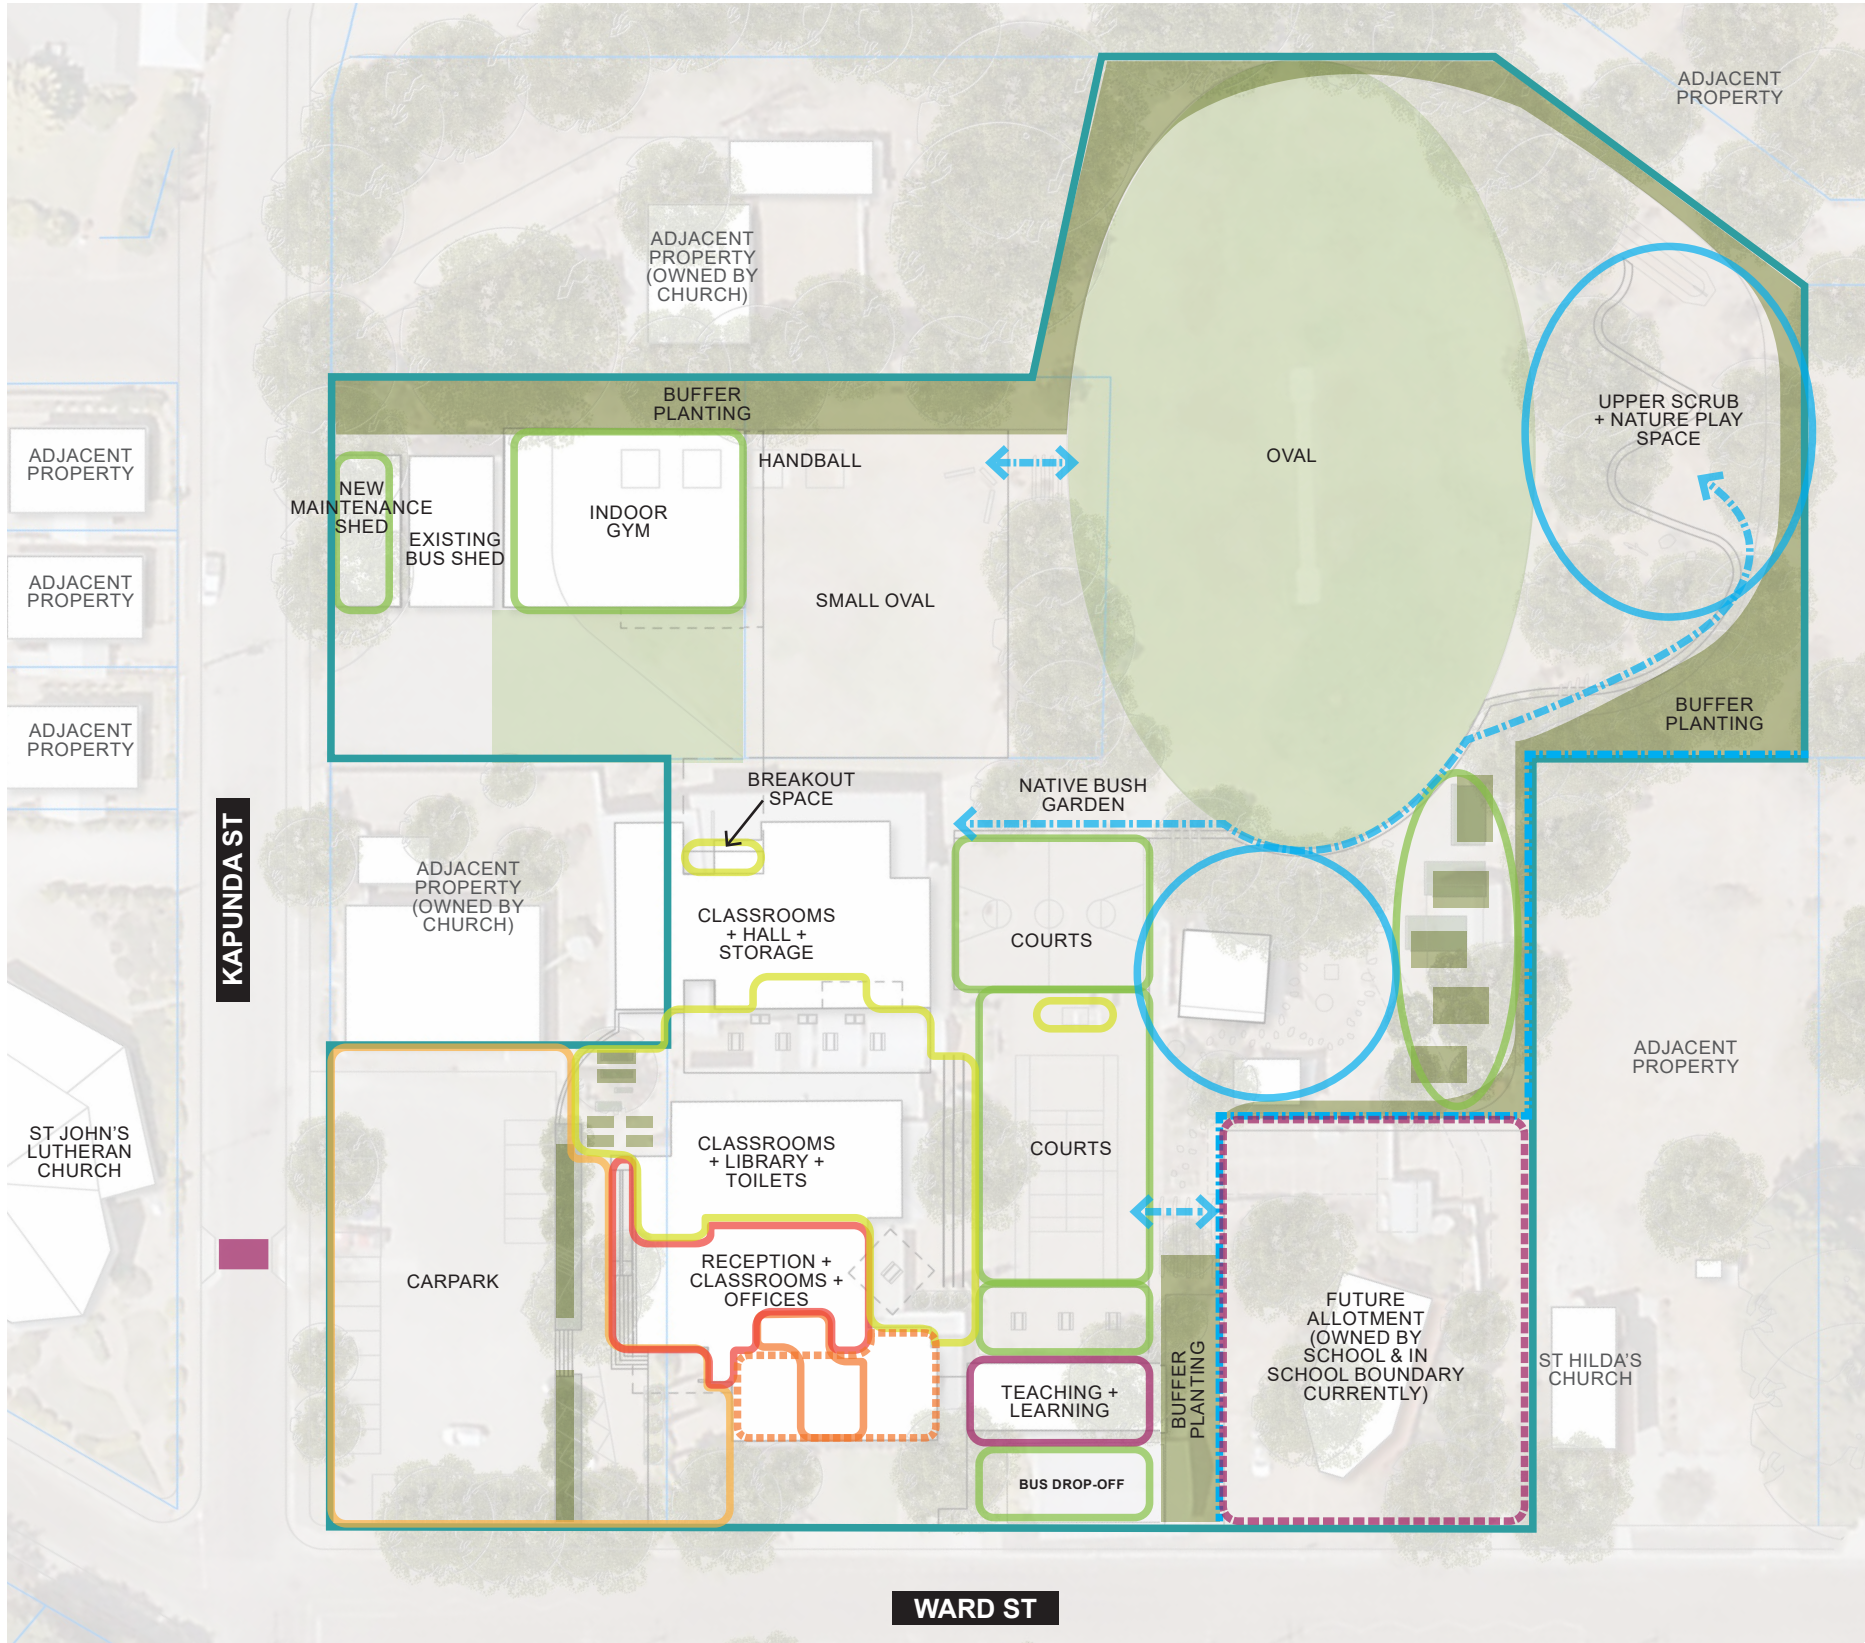 ADJACENT
PROPERTY
ADJACENT
PROPERTY
(OWNED BY
CHURCH)
BUFFER
PLANTING
UPPER SCRUB
+ NATURE PLAY
SPACE
ADJACENT
PROPERTY
HANDBALL
OVAL
NEW
MAINTENANCE
SHED
INDOOR
GYM
EXISTING
BUS SHED
ADJACENT
PROPERTY
SMALL OVAL
BUFFER
PLANTING
ADJACENT
PROPERTY
BREAKOUT
SPACE
NATIVE BUSH
GARDEN
KAPUNDA ST
ADJACENT
PROPERTY
(OWNED BY
CHURCH)
CLASSROOMS
+ HALL +
STORAGE
COURTS
ADJACENT
PROPERTY
ST JOHN'S
LUTHERAN
CHURCH
CLASSROOMS
+ LIBRARY +
TOILETS
COURTS
CARPARK
RECEPTION +
CLASSROOMS +
OFFICES
FUTURE
ALLOTMENT
(OWNED BY
SCHOOL & IN
SCHOOL BOUNDARY
CURRENTLY)
BUFFER
PLANTING
ST HILDA'S
CHURCH
TEACHING +
LEARNING
BUS DROP-OFF
WARD ST